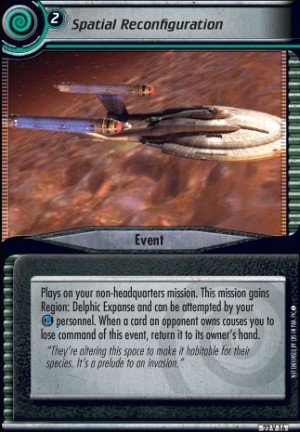 2 Spatial Reconfiguration
Event
Plays on your non-headquarters mission. This mission gains
Region: Delphic Expanse and can be attempted by your
personnel. When a card an opponent owns causes you to
lose command of this event, return it to its owner's hand.
"They're altering this space to make it habitable for their
species. It's a prelude to an invasion."
22 V 14